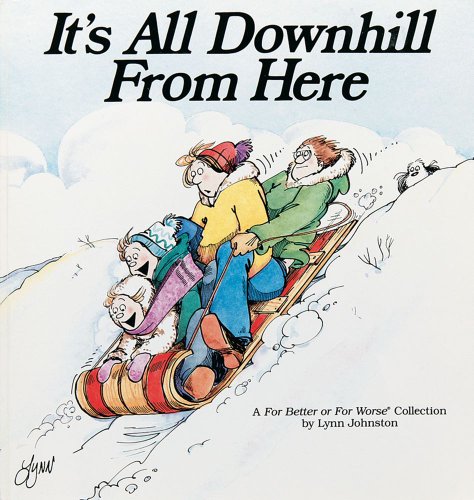 It's All Downhill
From Here
A For Better or For Worse® Collection
by Lynn Johnston
Lynn